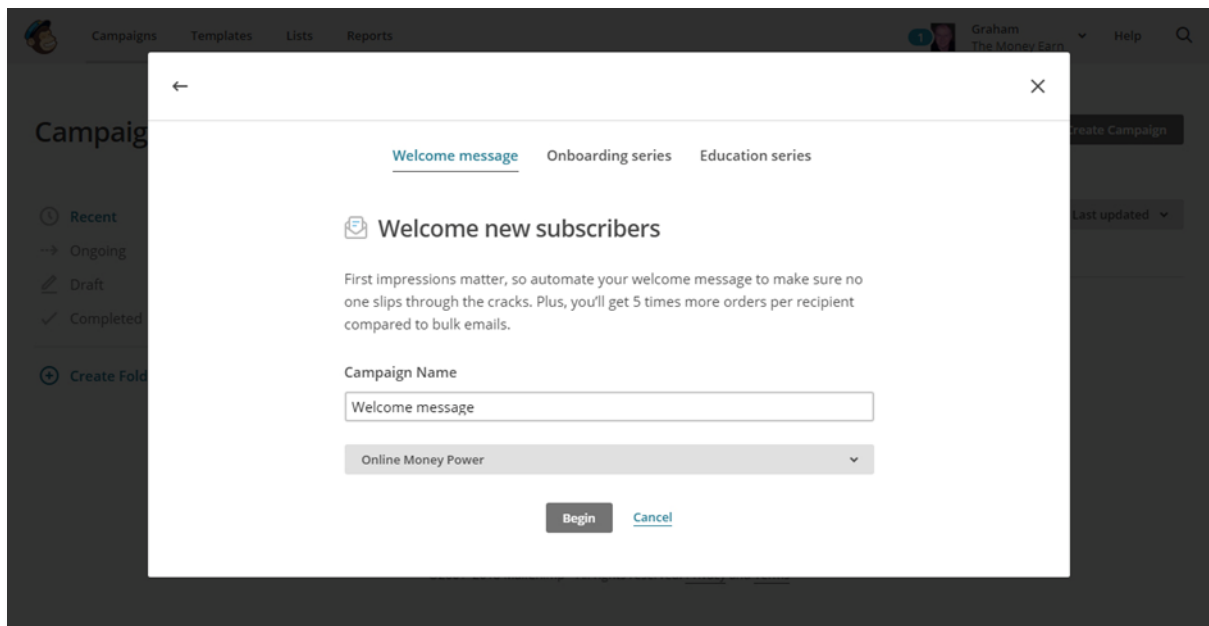 Campaigns Templates Lists Reports
1 Graham Help
The Money Earn
Campaig
Create Campaign
Recent
Ongoing
Draft
Completed
Create Fold
Last updated
Welcome message Onboarding series Education series
Welcome new subscribers
First impressions matter, so automate your welcome message to make sure no
one slips through the cracks. Plus, you’ll get 5 times more orders per recipient
compared to bulk emails.
Campaign Name
Welcome message
Online Money Power
Begin Cancel